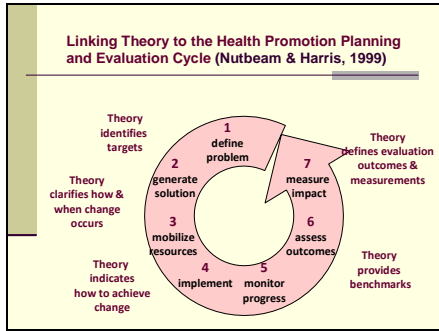 Linking Theory to the Health Promotion Planning
and Evaluation Cycle (Nutbeam & Harris, 1999)
Theory
identifies
targets
1
define
problem
Theory
defines evaluation
outcomes &
measurements
2
generate
solution
7
measure
impact
Theory
clarifies how &
when change
occurs
3
mobilize
resources
6
assess
outcomes
Theory
indicates
how to achieve
change
4
implement
5
monitor
progress
Theory
provides
benchmarks